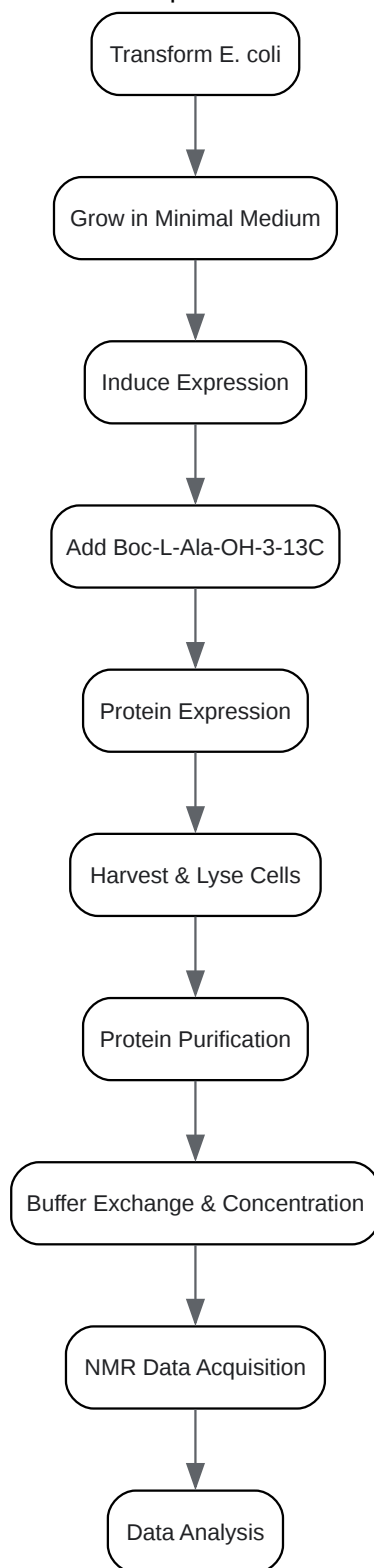 Transform E. coli
Grow in Minimal Medium
Induce Expression
Add Boc-L-Ala-OH-3-13C
Protein Expression
Harvest & Lyse Cells
Protein Purification
Buffer Exchange & Concentration
NMR Data Acquisition
Data Analysis